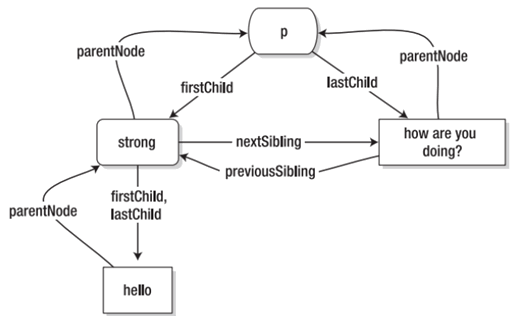 p
parentNode
parentNode
firstChild
lastChild
strong
nextSibling
how are you
doing?
previousSibling
firstChild,
lastChild
parentNode
hello